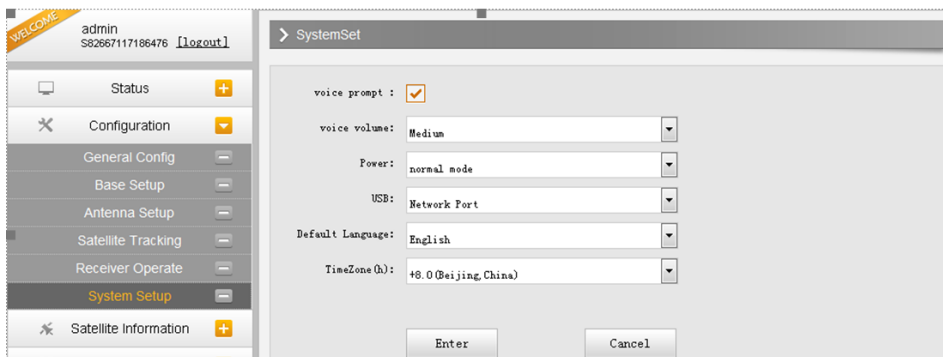 WELCOME
admin
S82667117186476 [logout]
Status
Configuration
General Config
Base Setup
Antenna Setup
Satellite Tracking
Receiver Operate
System Setup
Satellite Information
SystemSet
voice prompt :
voice volume: Medium
Power: normal mode
USB: Network Port
Default Language: English
TimeZone(h): +8.0(Beijing,China)
Enter Cancel